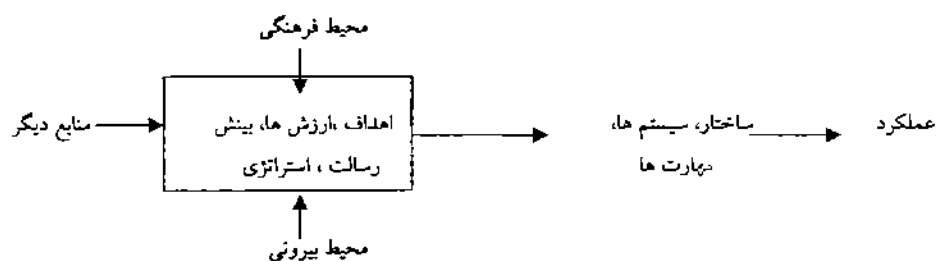 محیط فرهنگی
منابع دیگر
اهداف ،ارزش ها، بینش
رسالت ، استراتژی
ساختار، سیستم ها،
مهارت ها
عملکرد
محیط بیرونی